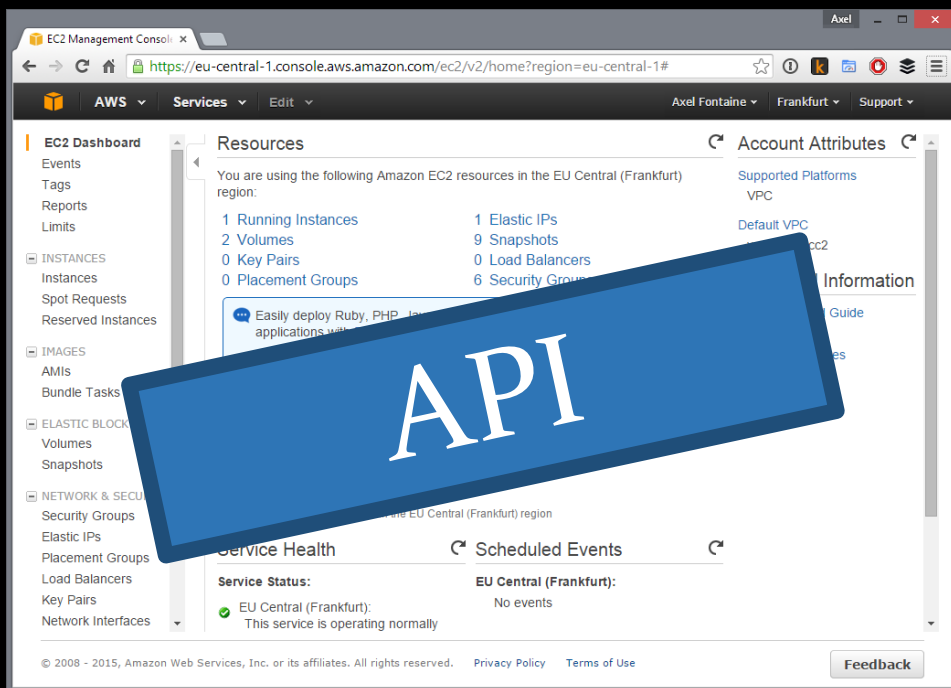 Axel
EC2 Management Consol
https://eu-central-1.console.aws.amazon.com/ec2/v2/home?region=eu-central-1#
AWS Services Edit Axel Fontaine Frankfurt Support
EC2 Dashboard
Events
Tags
Reports
Limits
INSTANCES
Instances
Spot Requests
Reserved Instances
IMAGES
AMIs
Bundle Tasks
ELASTIC BLOCK
Volumes
Snapshots
NETWORK & SECU
Security Groups
Elastic IPs
Placement Groups
Load Balancers
Key Pairs
Network Interfaces
Resources
You are using the following Amazon EC2 resources in the EU Central (Frankfurt)
region:
1 Running Instances 1 Elastic IPs
2 Volumes 9 Snapshots
0 Key Pairs 0 Load Balancers
0 Placement Groups 6 Security Group
Easily deploy Ruby, PHP, Java
applications with
API
the EU Central (Frankfurt) region
Service Health
Service Status:
EU Central (Frankfurt):
This service is operating normally
Scheduled Events
EU Central (Frankfurt):
No events
Account Attributes
Supported Platforms
VPC
Default VPC
cc2
Information
Guide
es
© 2008 - 2015, Amazon Web Services, Inc. or its affiliates. All rights reserved. Privacy Policy Terms of Use
Feedback